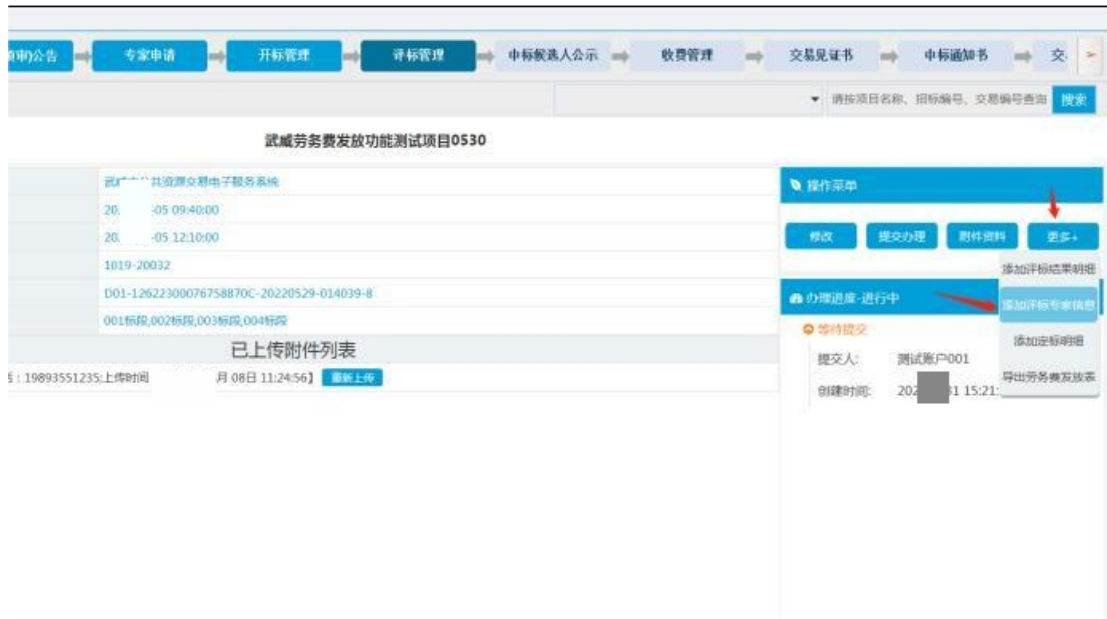 审)公告 专家申请 开标管理 评标管理 中标候选人公示 收费管理 交易见证书 中标通知书 交
请按项目名称、招标编号、交易编号查询 搜索
武威劳务费发放功能测试项目0530
共资源交易电子服务系统
操作菜单
20. -05 09:40:00
20. -05 12:10:00
修改 提交办理 附件资料 更多+
1019-20032
添加评标结果明细
D01-12622300076758870C-20220529-014039-8
办理进度-进行中
添加评标专家信息
001标段,002标段,003标段,004标段
等待提交
添加定标明细
已上传附件列表
提交人: 测试账户001
:19893551235;上传时间 月 08日 11:24:56】 重新上传
导出劳务费发放表
创建时间: 202 1 15:21: